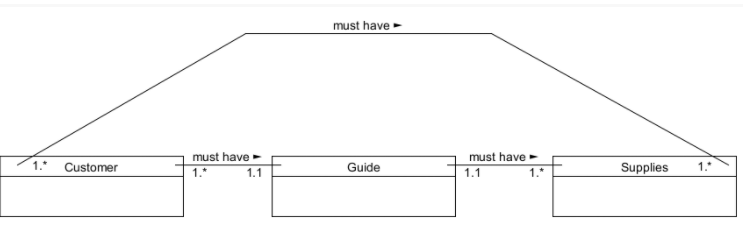 must have ►
must have ►
must have ►
1.* Customer
Guide
Supplies 1.*
1.* 1.1
1.1 1.*